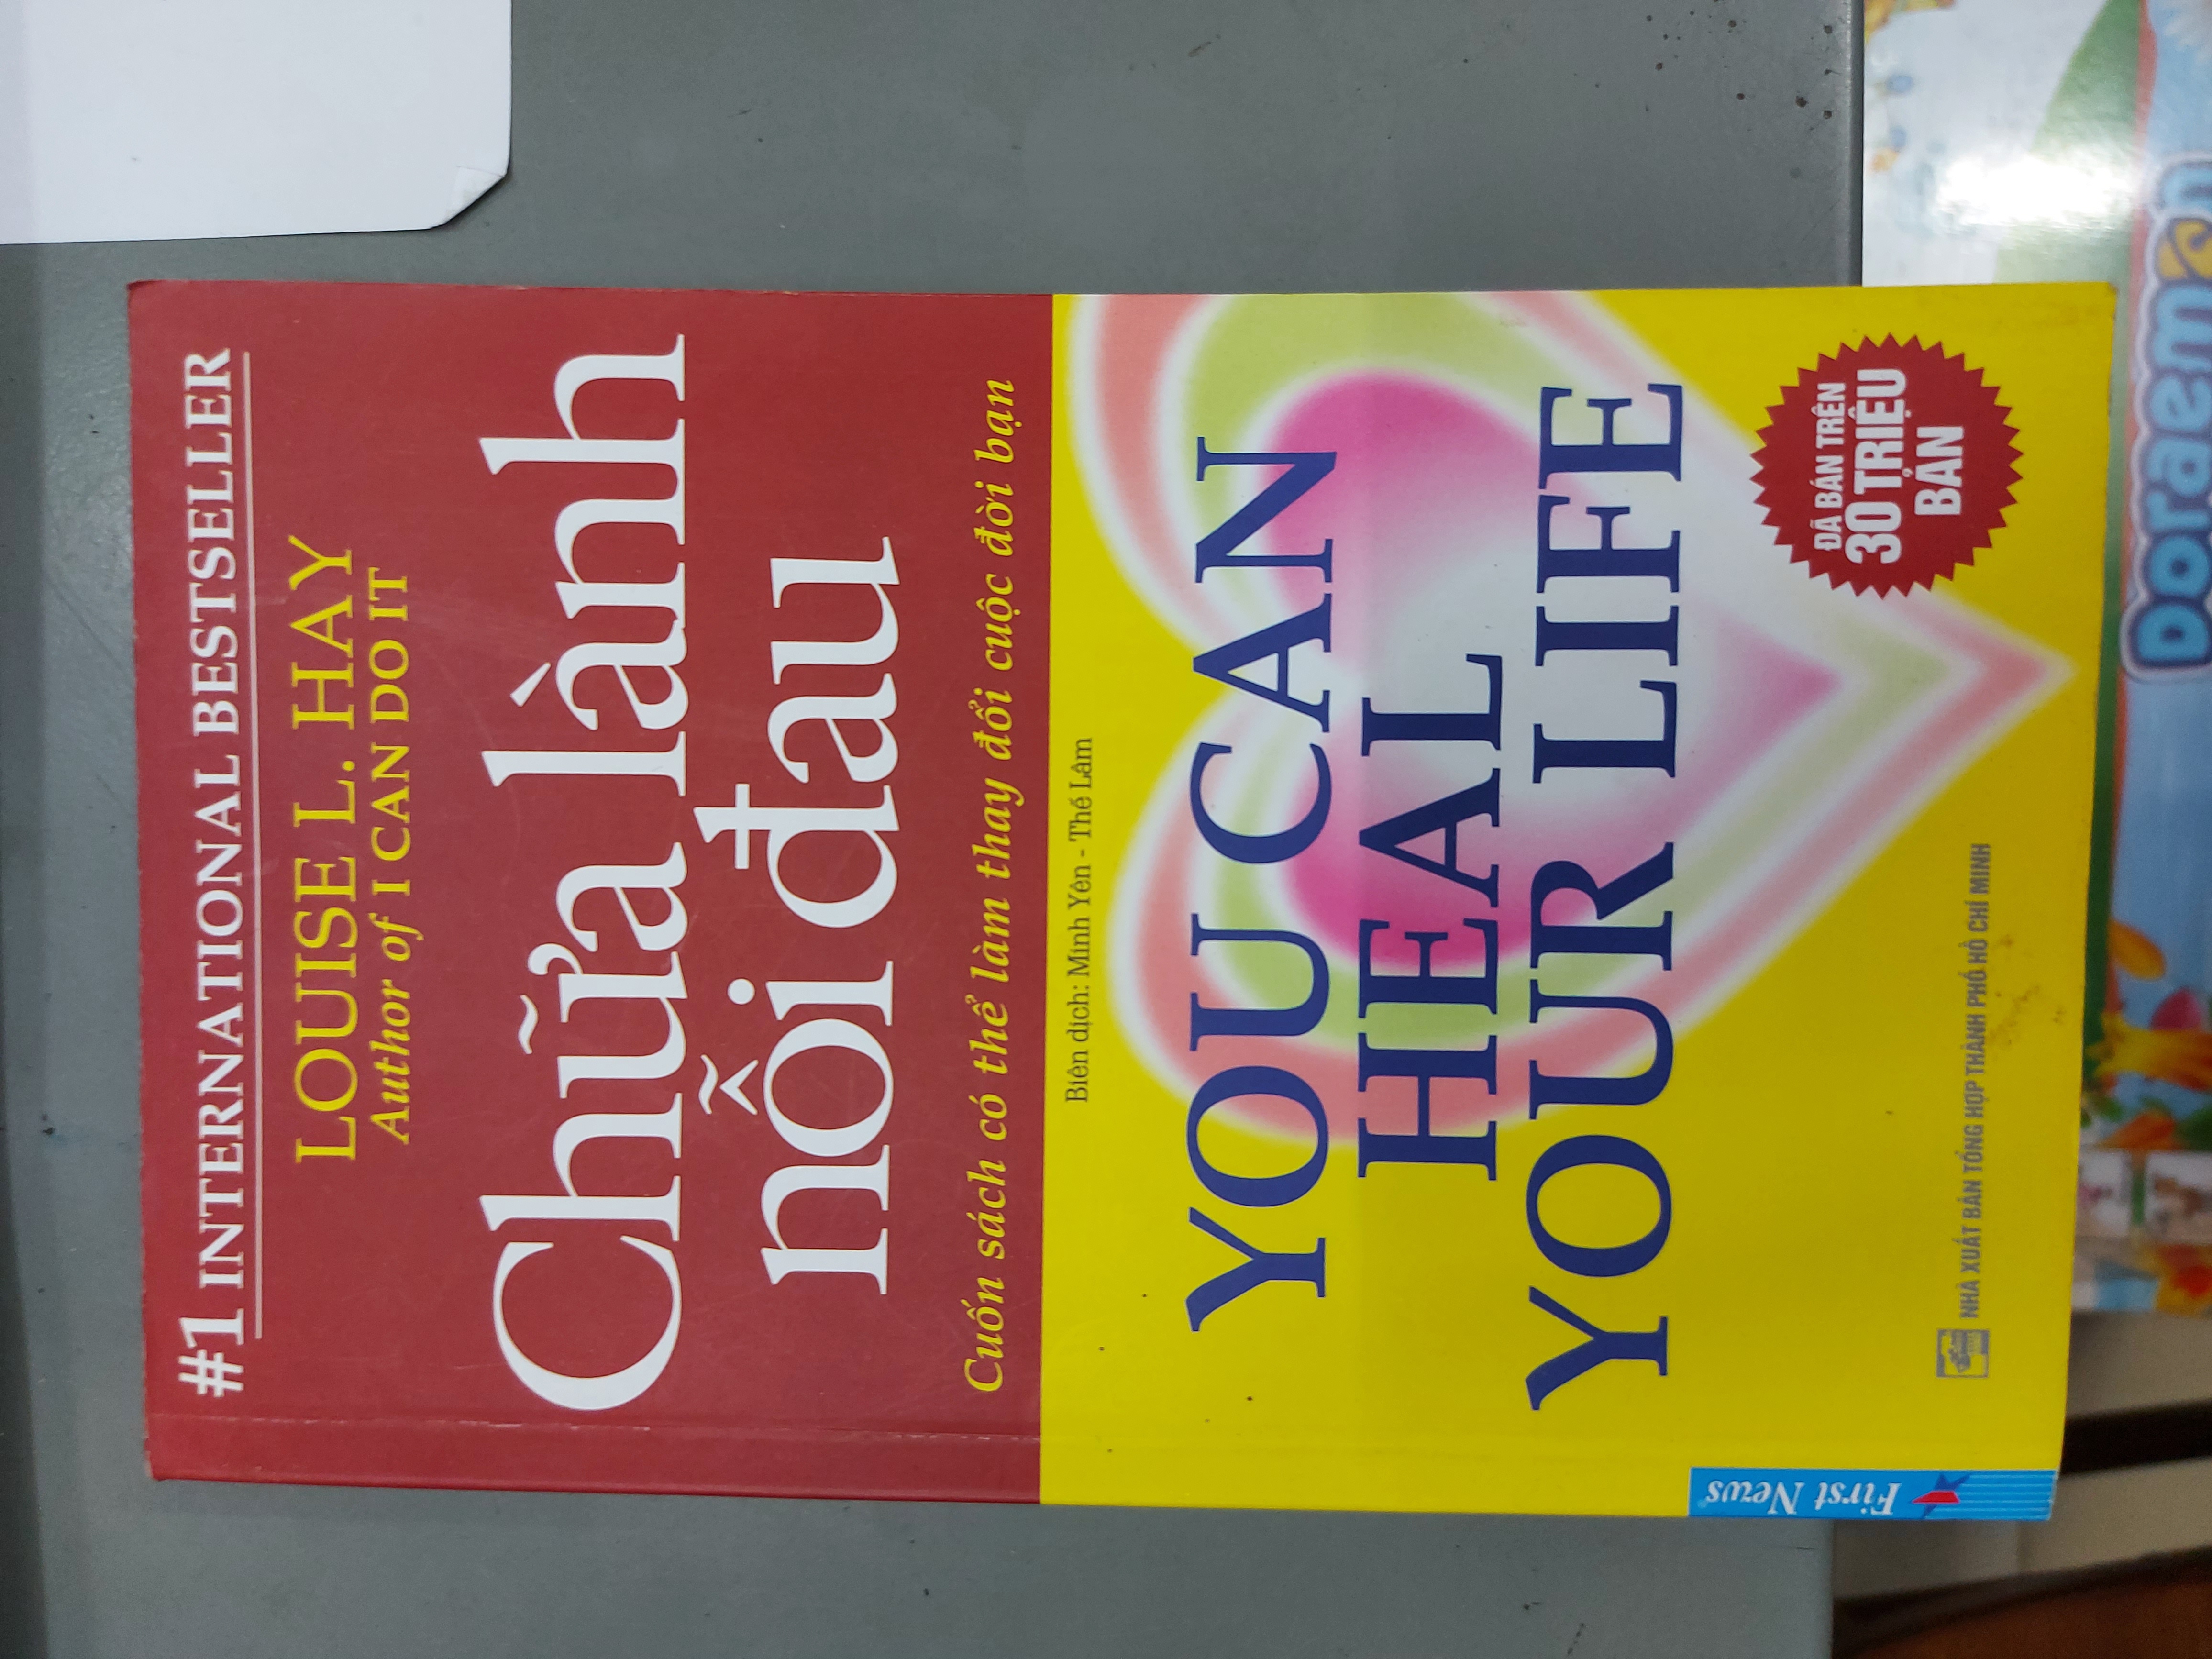 #1 INTERNATIONAL BESTSELLER
LOUISE L. HAY
Author of I CAN DO IT
Chữa lành
nỗi đau
Cuốn sách có thể làm thay đổi cuộc đời bạn
Biên dịch: Minh Yên - Thế Lâm
YOU CAN
HEAL
YOUR LIFE
First News
ĐÃ BÁN TRÊN
30 TRIỆU
BẢN
NHÀ XUẤT BẢN TỔNG HỢP THÀNH PHỐ HỒ CHÍ MINH
Doraemon